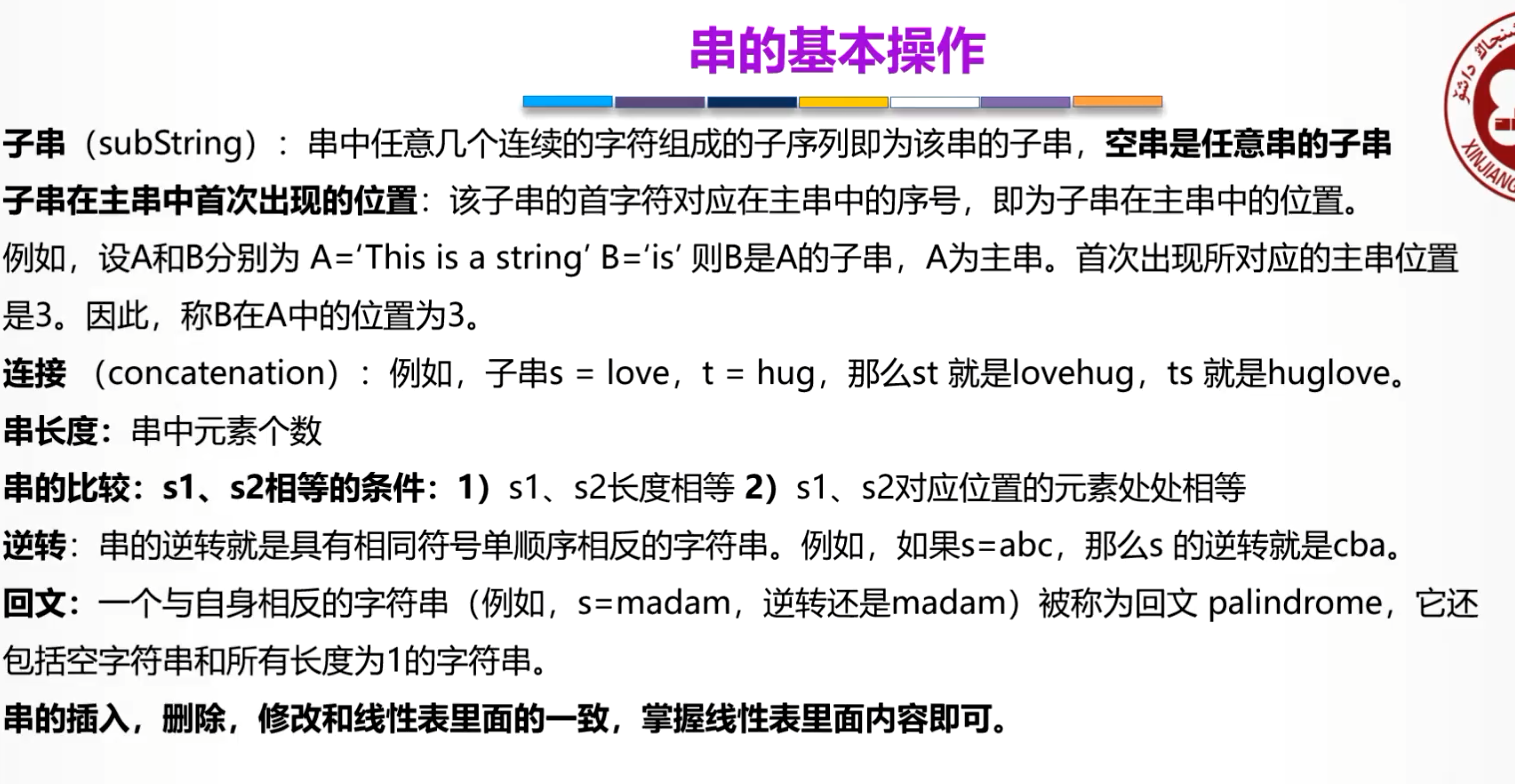 串的基本操作
子串（subString）：串中任意几个连续的字符组成的子序列即为该串的子串，空串是任意串的子串
子串在主串中首次出现的位置：该子串的首字符对应在主串中的序号，即为子串在主串中的位置。
例如，设A和B分别为 A=‘This is a string’ B=‘is’ 则B是A的子串，A为主串。首次出现所对应的主串位置
是3。因此，称B在A中的位置为3。
连接 （concatenation）：例如，子串s = love，t = hug，那么st 就是lovehug，ts 就是huglove。
串长度：串中元素个数
串的比较：s1、s2相等的条件：1）s1、s2长度相等 2）s1、s2对应位置的元素处处相等
逆转：串的逆转就是具有相同符号单顺序相反的字符串。例如，如果s=abc，那么s 的逆转就是cba。
回文：一个与自身相反的字符串（例如，s=madam，逆转还是madam）被称为回文 palindrome，它还
包括空字符串和所有长度为1的字符串。
串的插入，删除，修改和线性表里面的一致，掌握线性表里面内容即可。
XINJIANG